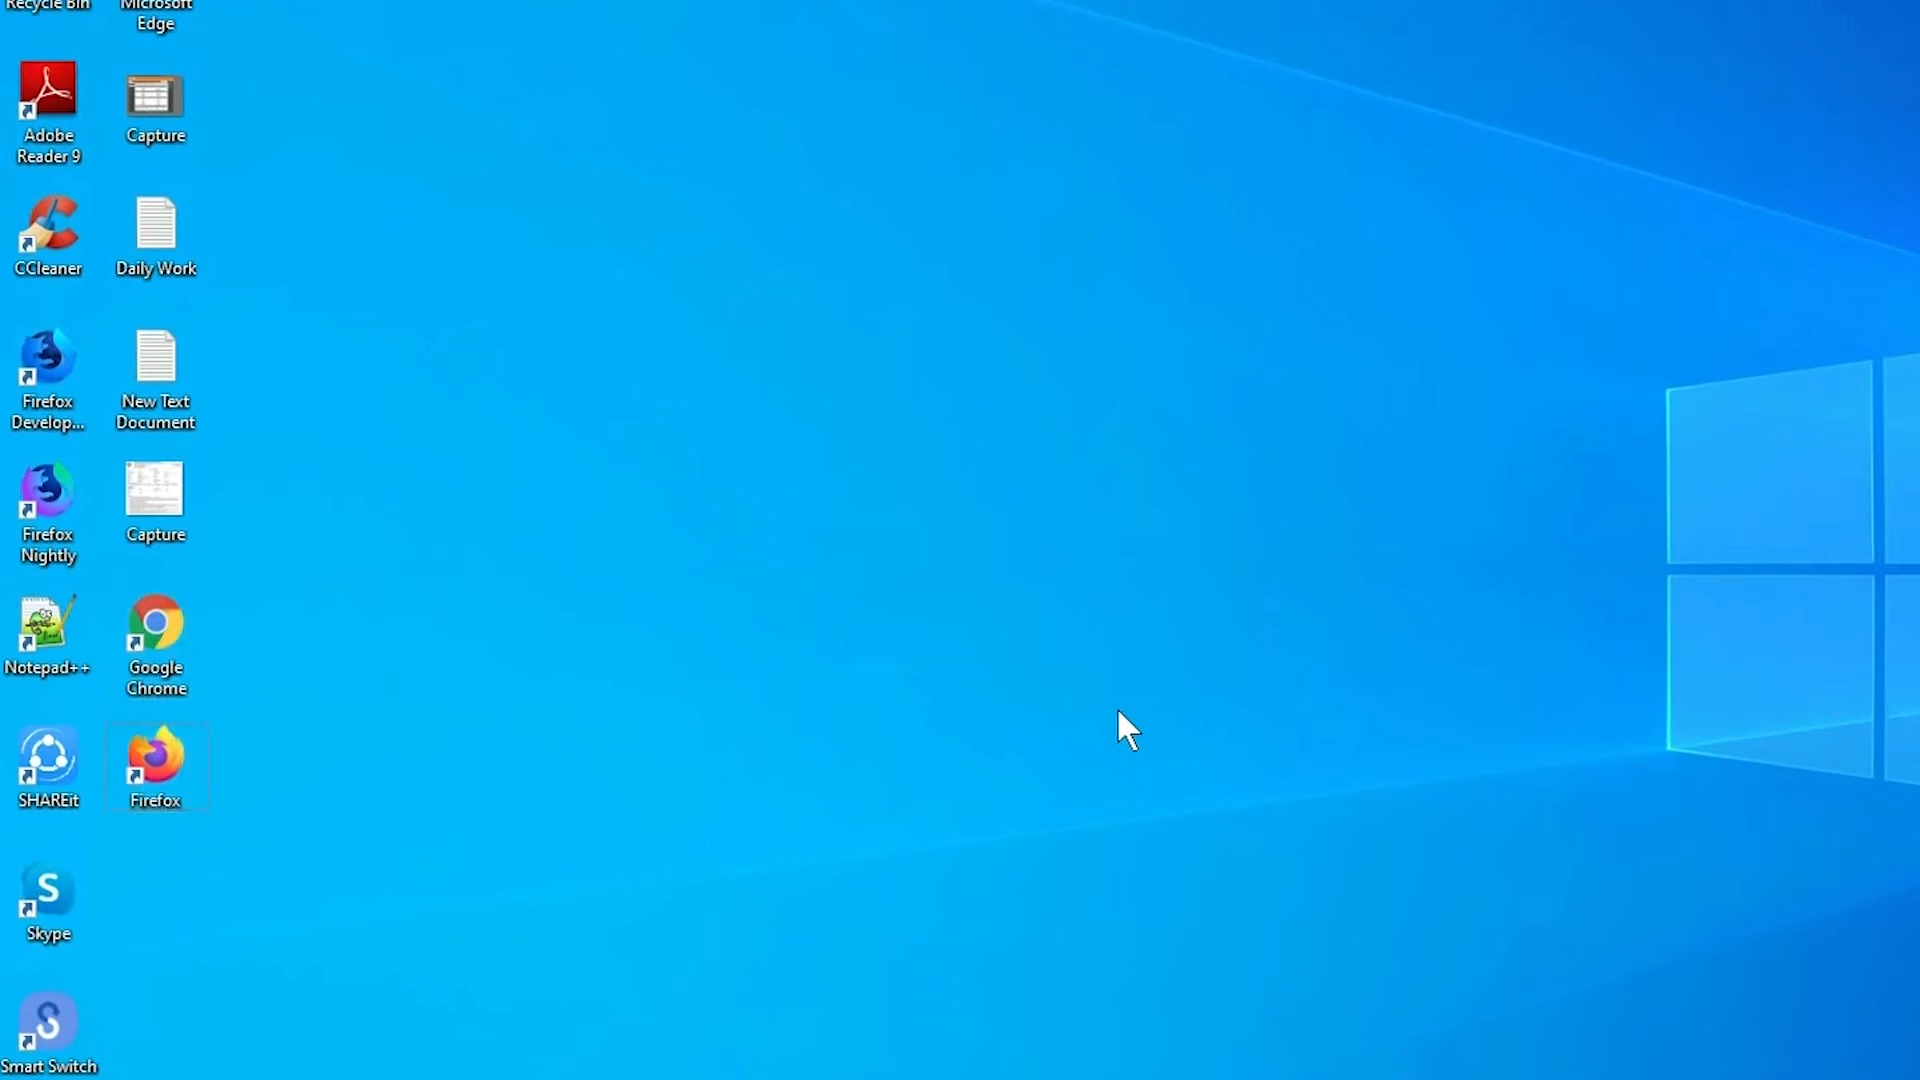 Recycle Bin
Microsoft
Edge
Adobe
Reader 9
Capture
CCleaner
Daily Work
Firefox
Develop...
New Text
Document
Firefox
Nightly
Capture
Notepad++
Google
Chrome
SHAREit
Firefox
Skype
Smart Switch